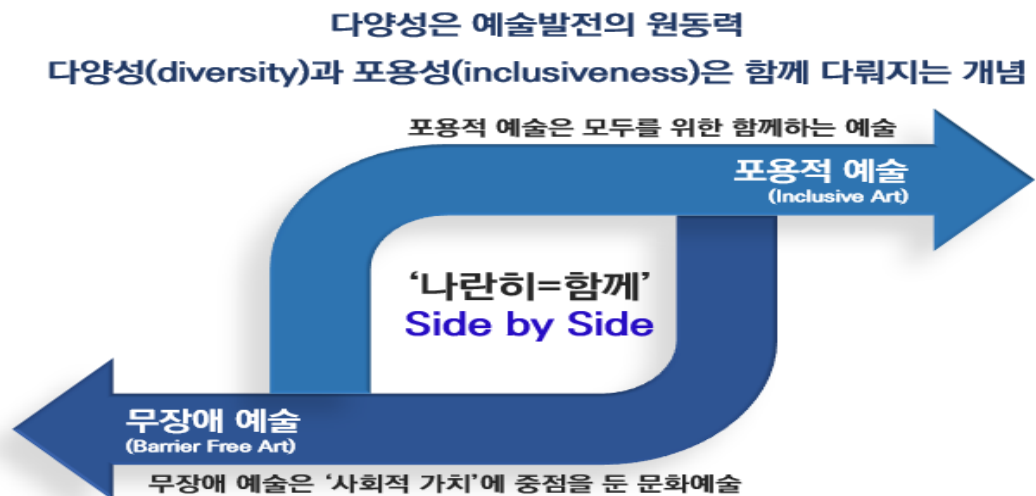 다양성은 예술발전의 원동력
다양성(diversity)과 포용성(inclusiveness)은 함께 다뤄지는 개념
포용적 예술은 모두를 위한 함께하는 예술
포용적 예술
(Inclusive Art)
‘나란히=함께’
Side by Side
무장애 예술
(Barrier Free Art)
무장애 예술은 ‘사회적 가치’에 중점을 둔 문화예술